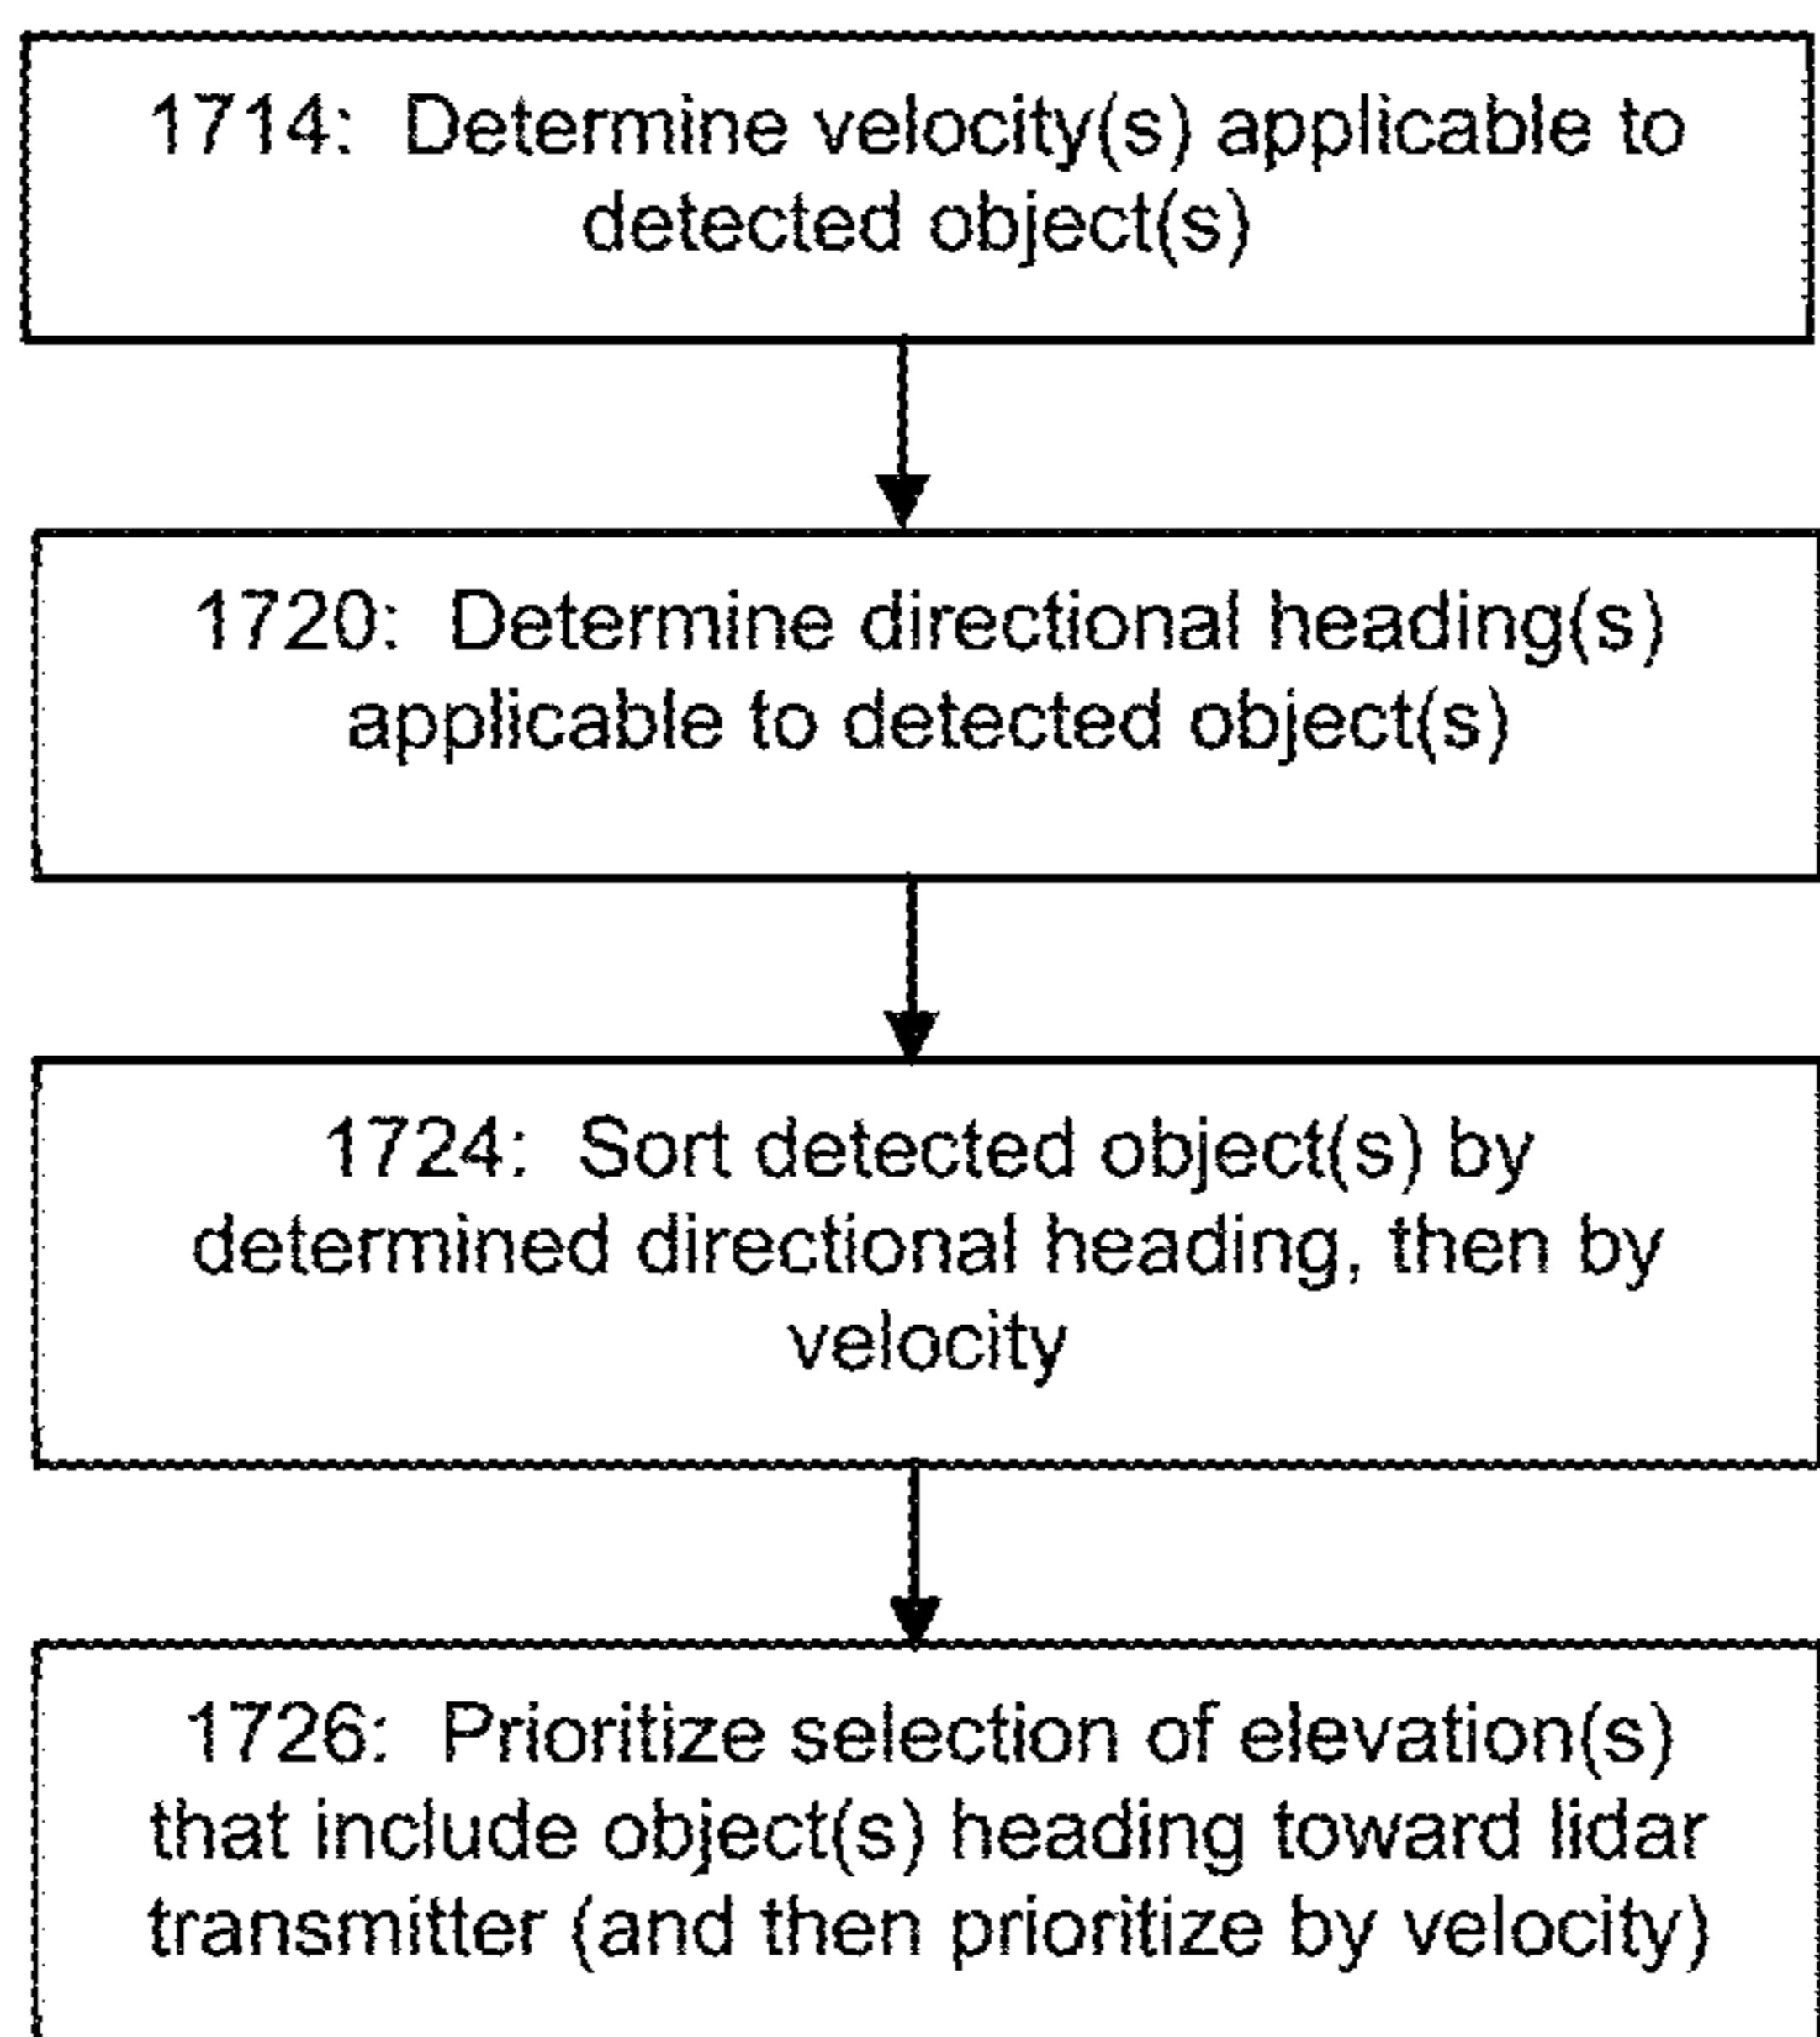 1714: Determine velocity(s) applicable to
detected object(s)
1720: Determine directional heading(s)
applicable to detected object(s)
1724: Sort detected object(s) by
determined directional heading, then by
velocity
1726: Prioritize selection of elevation(s)
that include object(s) heading toward lidar
transmitter (and then prioritize by velocity)